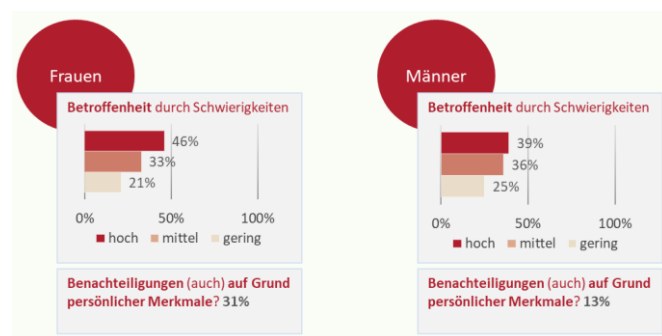 Frauen
Betroffenheit durch Schwierigkeiten
46%
33%
21%
0% 50% 100%
hoch mittel gering
Benachteiligungen (auch) auf Grund
persönlicher Merkmale? 31%
Männer
Betroffenheit durch Schwierigkeiten
39%
36%
25%
0% 50% 100%
hoch mittel gering
Benachteiligungen (auch) auf Grund
persönlicher Merkmale? 13%